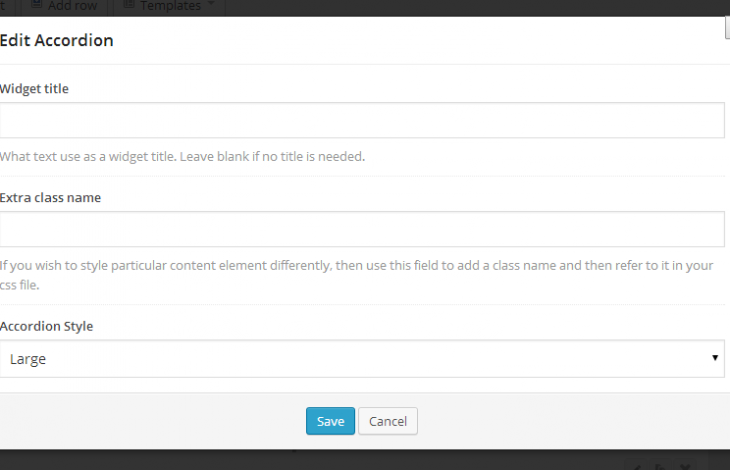 t Add row Templates
Edit Accordion
Widget title
What text use as a widget title. Leave blank if no title is needed.
Extra class name
If you wish to style particular content element differently, then use this field to add a class name and then refer to it in your
css file.
Accordion Style
Large
Save Cancel